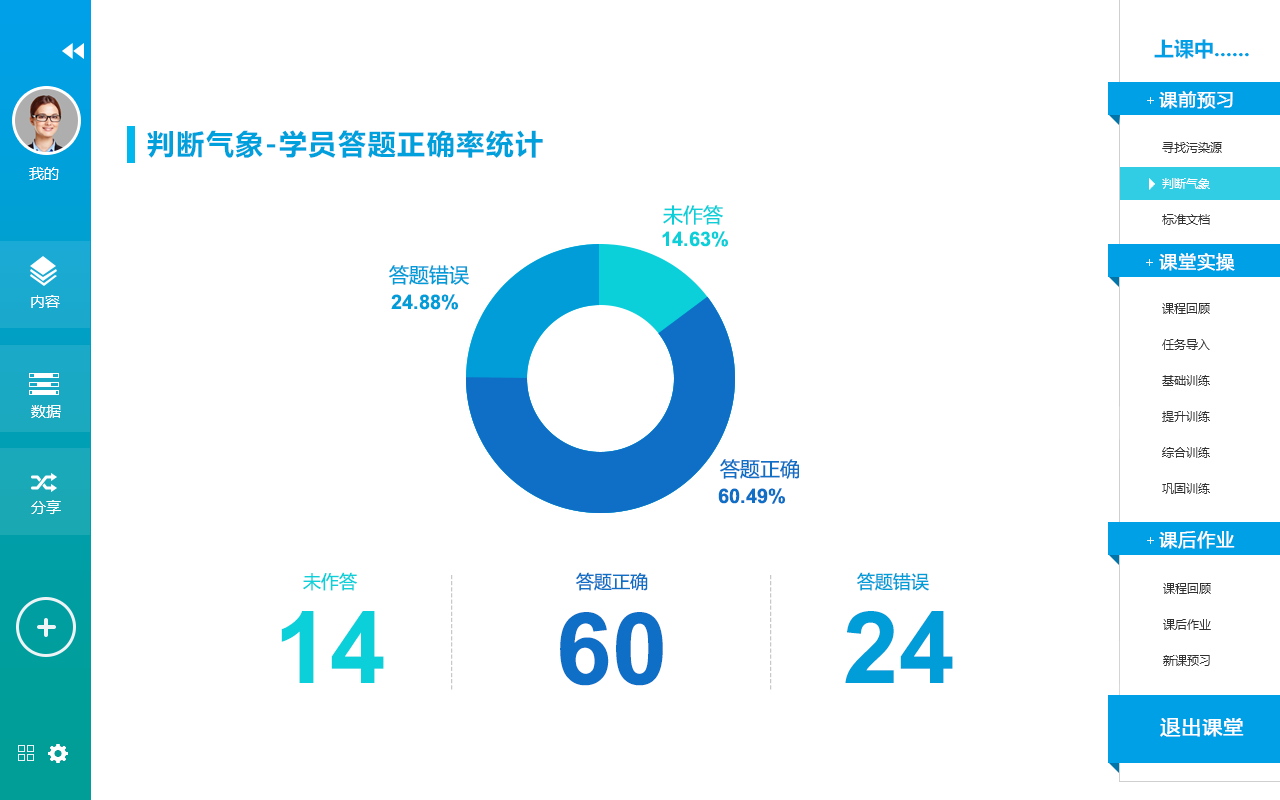 我的
内容
数据
分享
判断气象-学员答题正确率统计
未作答
14.63%
答题错误
24.88%
答题正确
60.49%
未作答
14
答题正确
60
答题错误
24
上课中......
+ 课前预习
寻找污染源
判断气象
标准文档
+ 课堂实操
课程回顾
任务导入
基础训练
提升训练
综合训练
巩固训练
+ 课后作业
课程回顾
课后作业
新课预习
退出课堂